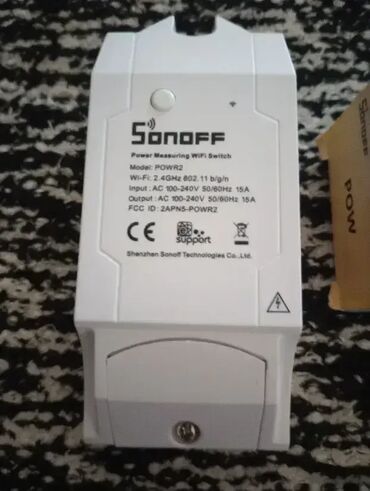 SONOFF
Power Measuring WiFi Switch
Model: POWR2
Wi-Fi: 2.4GHz 802.11 b/g/n
Input : AC 100-240V 50/60Hz 15A
Output : AC 100-240V 50/60Hz 15A
FCC ID : 2APN5-POWR2
CE
support
Shenzhen Sonoff Technologies Co.,Ltd.
Sonoff
POW